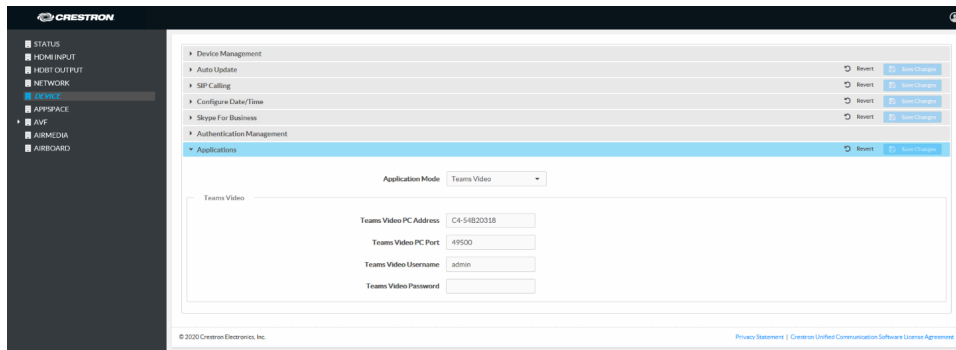 CRESTRON
STATUS
HDMI INPUT
HDBT OUTPUT
NETWORK
DEVICE
APPSPACE
AVF
AIRMEDIA
AIRBOARD
Device Management
Auto Update Revert Save Changes
SIP Calling Revert Save Changes
Configure Date/Time Revert Save Changes
Skype For Business Revert Save Changes
Authentication Management
Applications Revert Save Changes
Application Mode Teams Video
Teams Video
Teams Video PC Address C4-54B20318
Teams Video PC Port 49500
Teams Video Username admin
Teams Video Password
© 2020 Crestron Electronics, Inc.
Privacy Statement | Crestron Unified Communication Software License Agreement